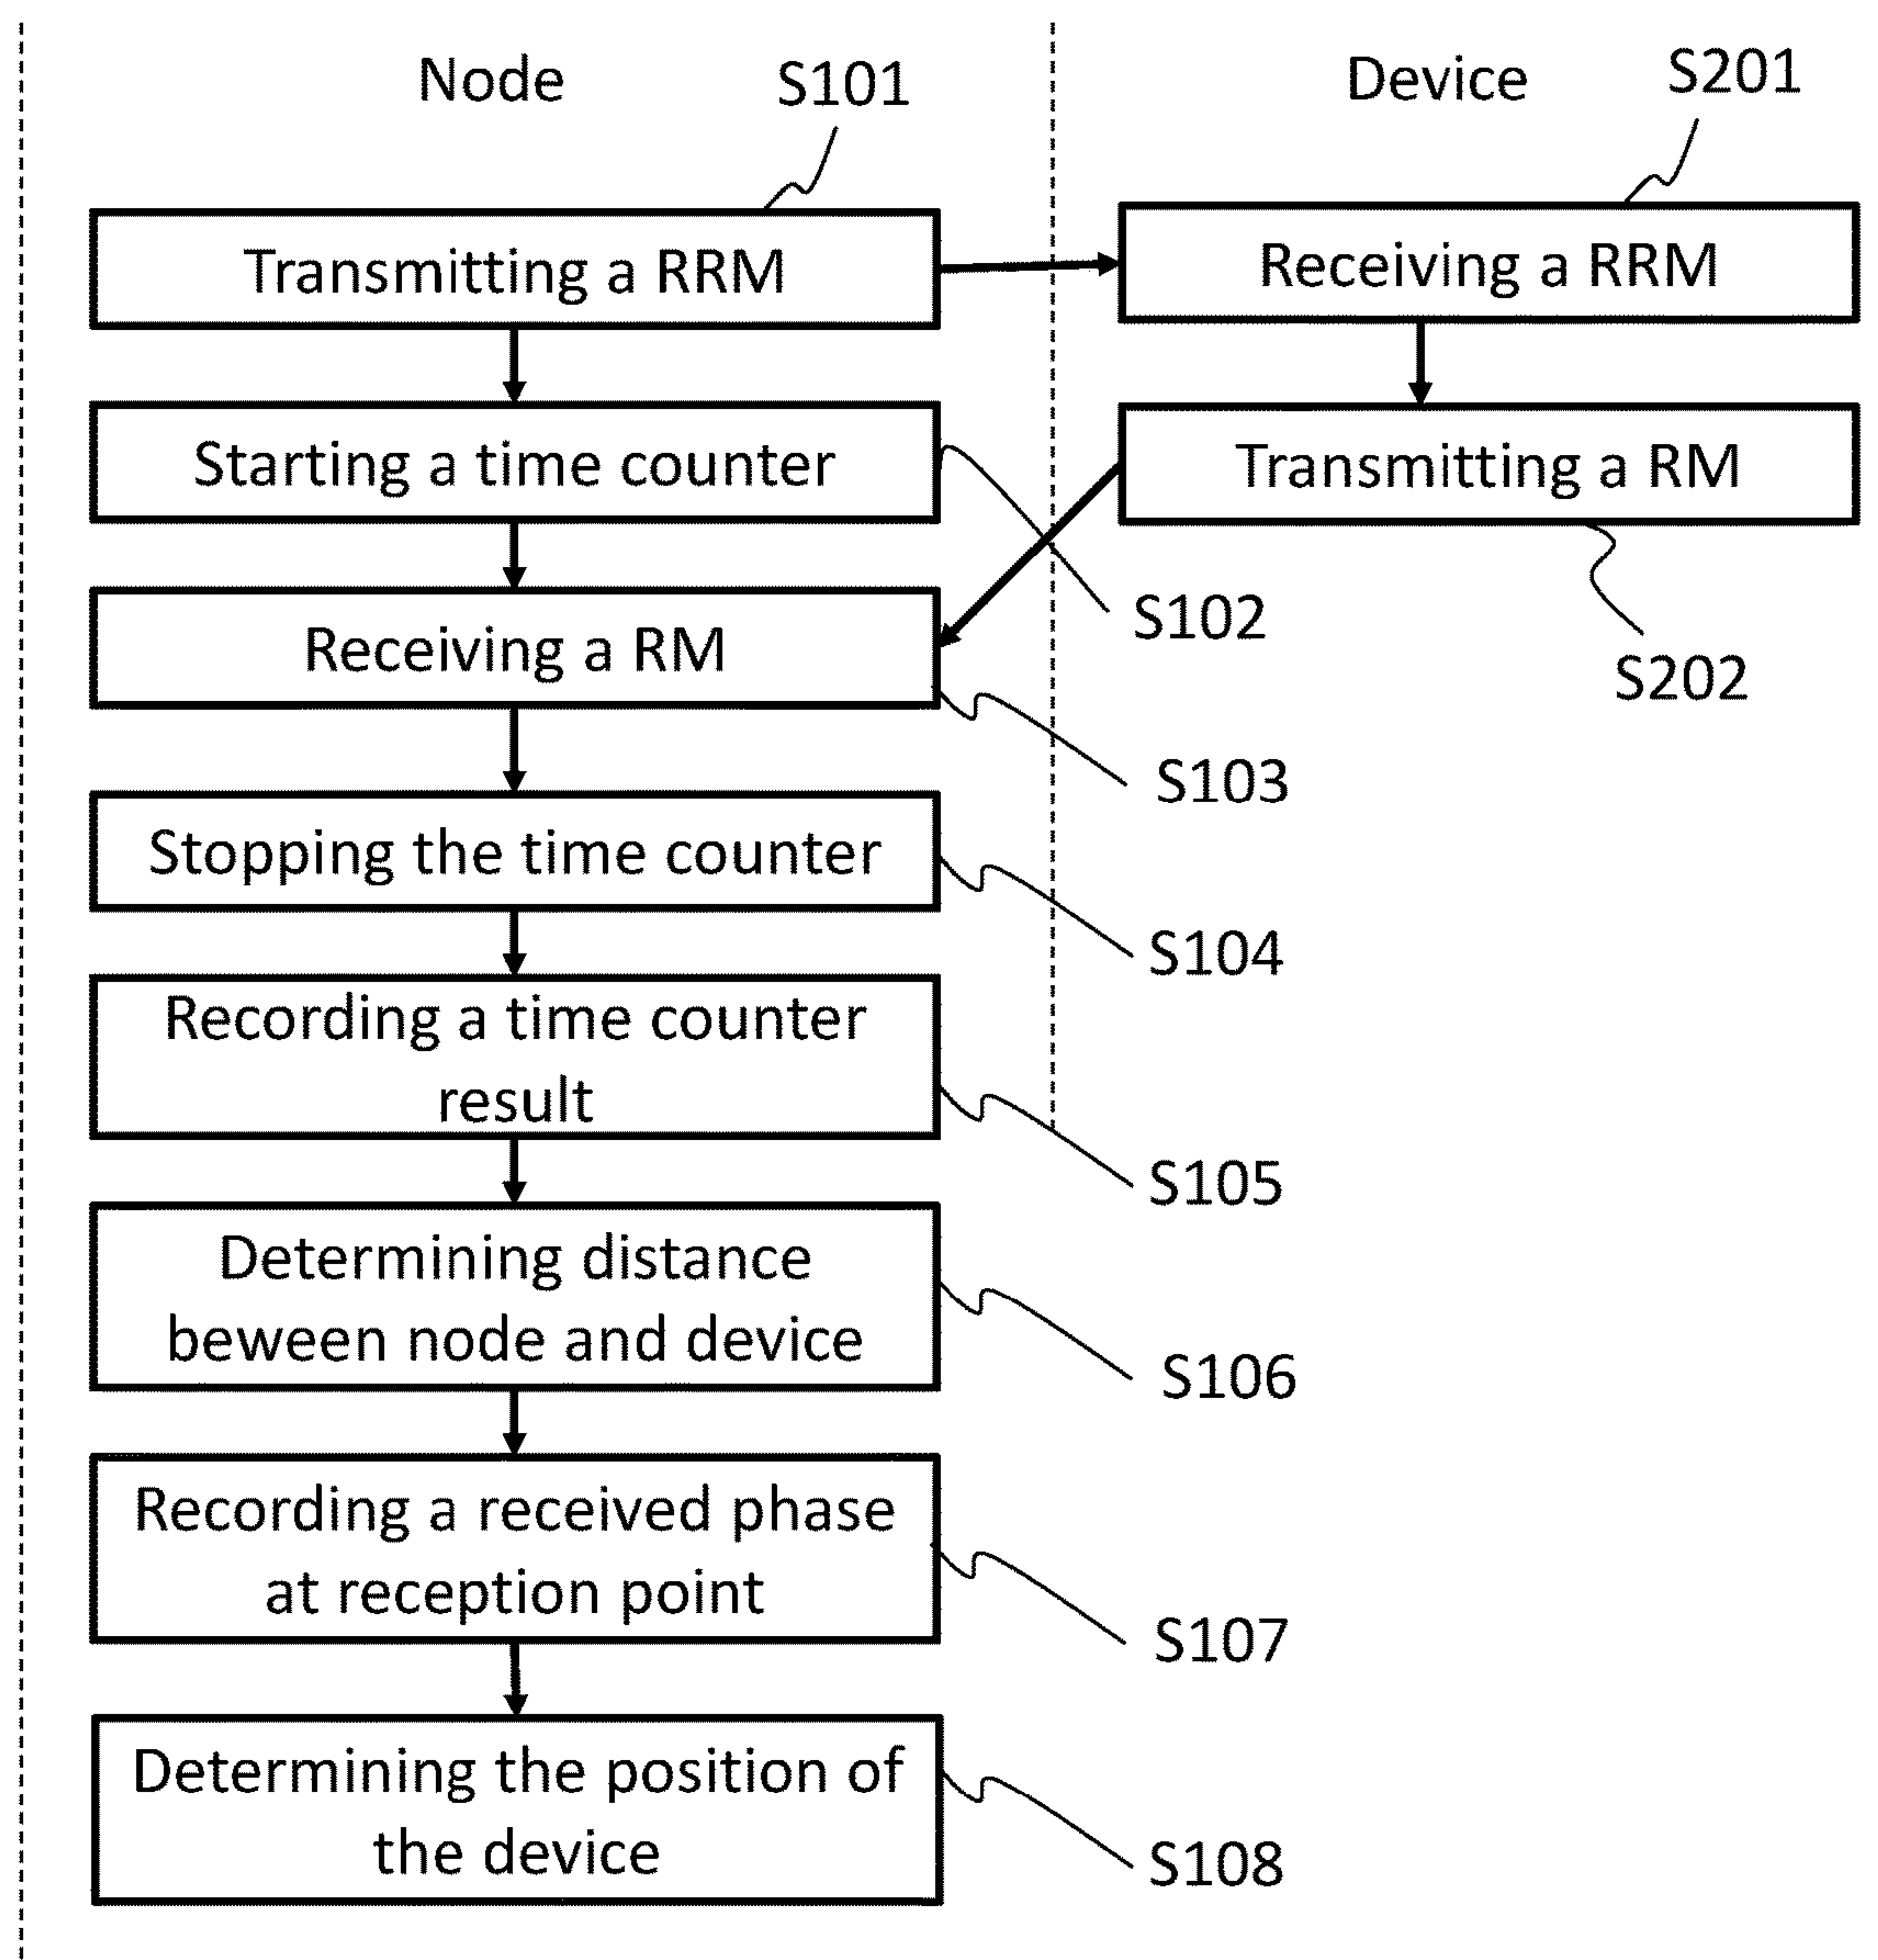 Node
S101
Device
S201
Transmitting a RRM
Receiving a RRM
Starting a time counter
Transmitting a RM
S102
Receiving a RM
S202
S103
Stopping the time counter
S104
Recording a time counter
result
S105
Determining distance
beween node and device
S106
Recording a received phase
at reception point
S107
Determining the position of
the device
S108